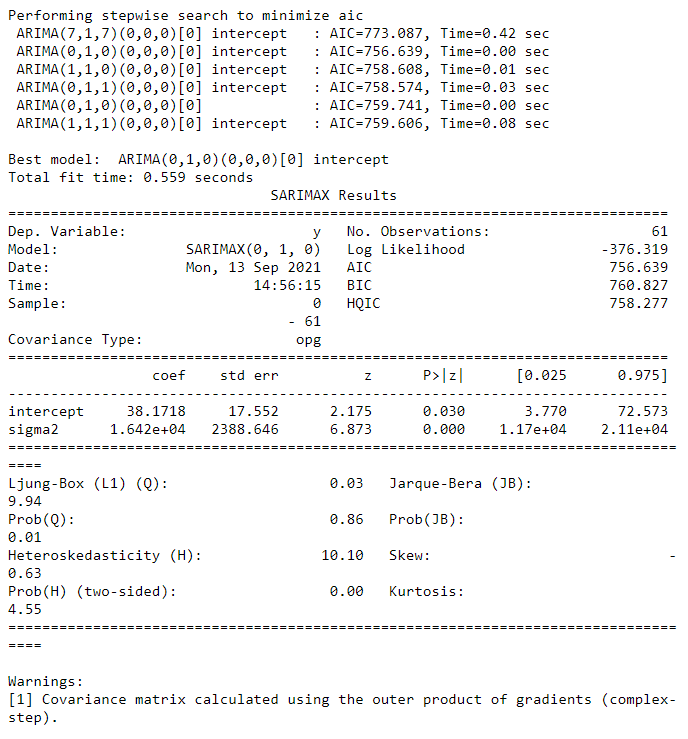 Performing stepwise search to minimize aic
 ARIMA(7,1,7)(0,0,0)[0] intercept   : AIC=773.087, Time=0.42 sec
 ARIMA(0,1,0)(0,0,0)[0] intercept   : AIC=756.639, Time=0.00 sec
 ARIMA(1,1,0)(0,0,0)[0] intercept   : AIC=758.608, Time=0.01 sec
 ARIMA(0,1,1)(0,0,0)[0] intercept   : AIC=758.574, Time=0.03 sec
 ARIMA(0,1,0)(0,0,0)[0]             : AIC=759.741, Time=0.00 sec
 ARIMA(1,1,1)(0,0,0)[0] intercept   : AIC=759.606, Time=0.08 sec

Best model:  ARIMA(0,1,0)(0,0,0)[0] intercept
Total fit time: 0.559 seconds
                               SARIMAX Results
==============================================================================
Dep. Variable:                      y   No. Observations:                   61
Model:               SARIMAX(0, 1, 0)   Log Likelihood                -376.319
Date:                Mon, 13 Sep 2021   AIC                            756.639
Time:                        14:56:15   BIC                            760.827
Sample:                             0   HQIC                           758.277
                                 - 61
Covariance Type:                  opg
==============================================================================
                 coef    std err          z      P>|z|      [0.025      0.975]
------------------------------------------------------------------------------
intercept     38.1718     17.552      2.175      0.030       3.770      72.573
sigma2      1.642e+04   2388.646      6.873      0.000    1.17e+04    2.11e+04
===============================================================================
====
Ljung-Box (L1) (Q):                   0.03   Jarque-Bera (JB):
9.94
Prob(Q):                              0.86   Prob(JB):
0.01
Heteroskedasticity (H):              10.10   Skew:                            -
0.63
Prob(H) (two-sided):                  0.00   Kurtosis:
4.55
===============================================================================
====

Warnings:
[1] Covariance matrix calculated using the outer product of gradients (complex-
step).